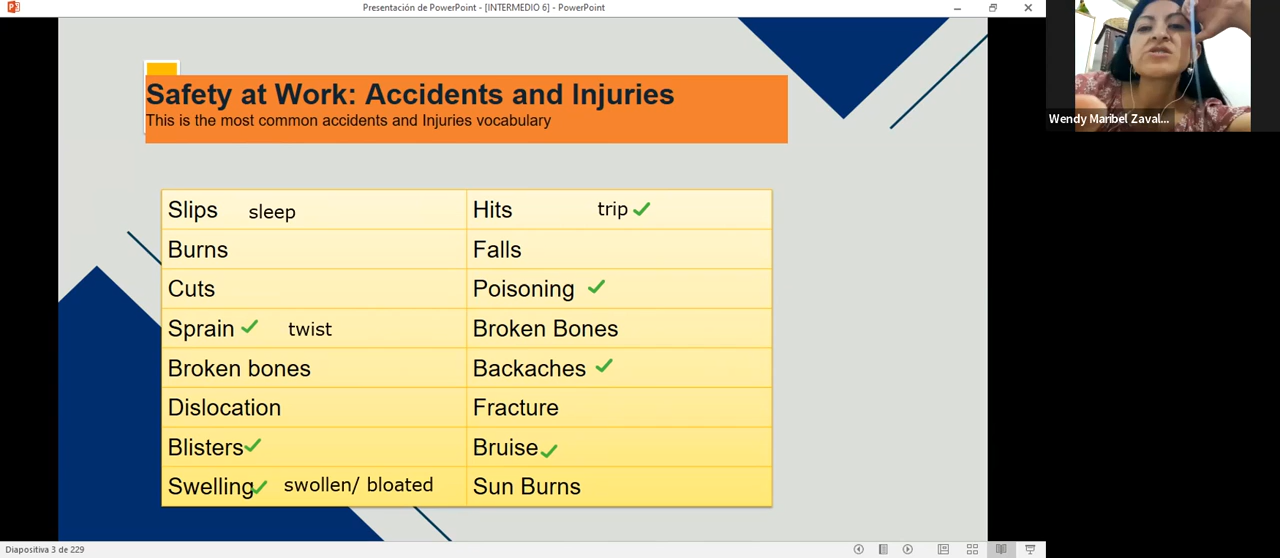 Presentación de PowerPoint - [INTERMEDIO 6] - PowerPoint
Wendy Maribel Zaval...
Safety at Work: Accidents and Injuries
This is the most common accidents and Injuries vocabulary
Slips sleep Hits trip
Burns Falls
Cuts Poisoning
Sprain twist Broken Bones
Broken bones Backaches
Dislocation Fracture
Blisters Bruise
Swelling swollen/ bloated Sun Burns
Diapositiva 3 de 229